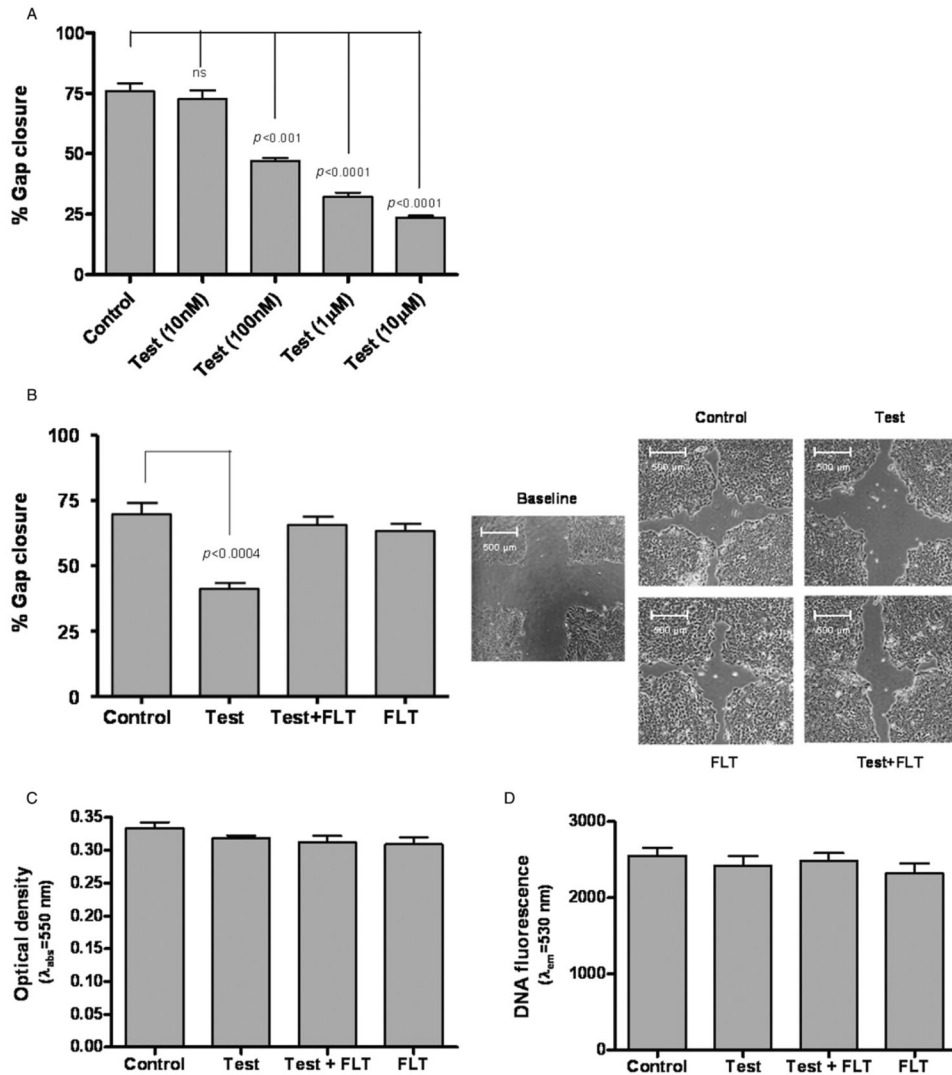 A
100
75
50
25
0
% Gap closure
ns
p<0.001
p<0.0001
p<0.0001
Control
Test (10nM)
Test (100nM)
Test (1µM)
Test (10µM)
B
100
75
50
25
0
% Gap closure
p<0.0004
Control
Test
Test+FLT
FLT
Baseline
500 µm
Control
Test
500 µm
500 µm
500 µm
500 µm
FLT
Test+FLT
C
0.35
0.30
0.25
0.20
0.15
0.10
0.05
0.00
Optical density
(λabs=550 nm)
Control
Test
Test + FLT
FLT
D
3000
2000
1000
0
DNA fluorescence
(λem=530 nm)
Control
Test
Test + FLT
FLT